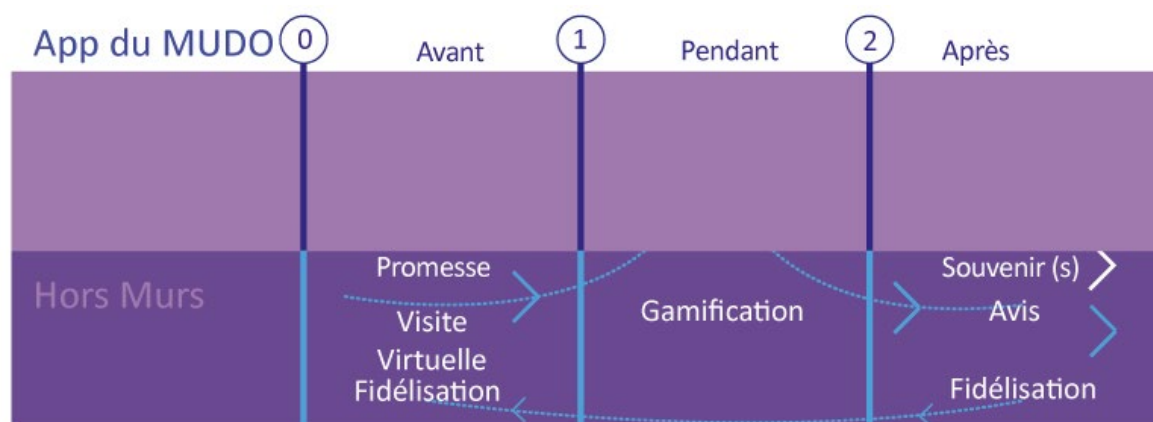 App du MUDO
0
Avant
1
Pendant
2
Après
Hors Murs
Promesse
Visite
Virtuelle
Fidélisation
Gamification
Souvenir (s)
Avis
Fidélisation